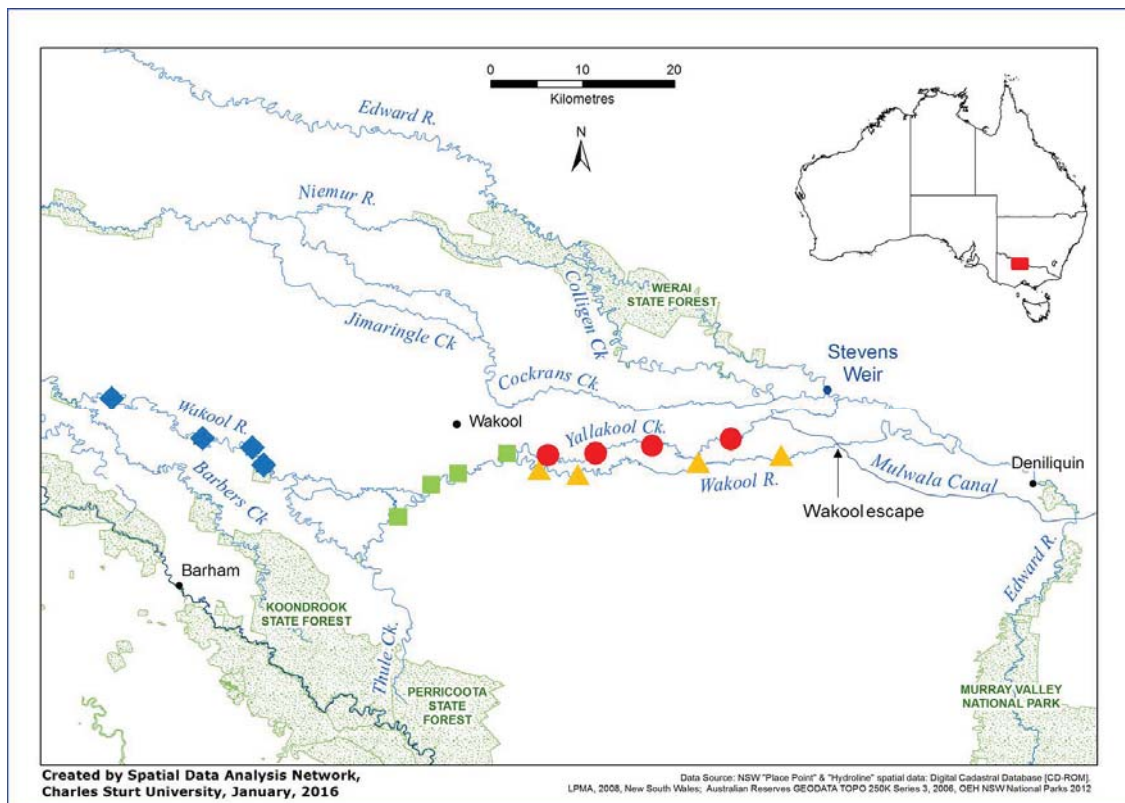 0 10 20
Kilometres
Edward R.
N
Niemur R.
WERAI
STATE FOREST
Colligen Ck
Jimaringle Ck
Stevens
Weir
Cockrans Ck.
Wakool R.
Wakool
Yallakool Ck.
Deniliquin
Mulwala Canal
Wakool R.
Barbers Ck
Wakool escape
Barham
Edward R.
KOONDROOK
STATE FOREST
Thule Ck.
PERRICOOTA
STATE
FOREST
MURRAY VALLEY
NATIONAL PARK
Created by Spatial Data Analysis Network,
Charles Sturt University, January, 2016
Data Source: NSW "Place Point" & "Hydroline" spatial data: Digital Cadastral Database [CD-ROM].
LPMA, 2008, New South Wales; Australian Reserves GEODATA TOPO 250K Series 3, 2006, OEH NSW National Parks 2012